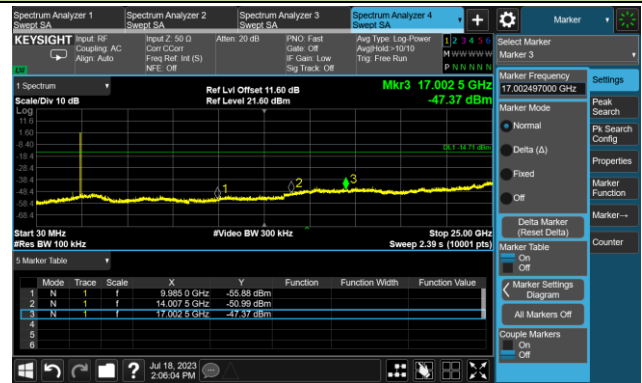 Spectrum Analyzer 1
Swept SA
Spectrum Analyzer 2
Swept SA
Spectrum Analyzer 3
Swept SA
Spectrum Analyzer 4
Swept SA
+
Marker
KEYSIGHT
Input: RF
Coupling: AC
Align: Auto
Input Z: 50 Ω
Corr CCorr
Freq Ref: Int (S)
NFE: Off
Atten: 20 dB
PNO: Fast
Gate: Off
IF Gain: Low
Sig Track: Off
Avg Type: Log-Power
Avg|Hold:>10/10
Trig: Free Run
1 2 3 4 5 6
M W W W W W
P N N N N N
LXI
Select Marker
Marker 3
1 Spectrum
Scale/Div 10 dB
Ref Lvl Offset 11.60 dB
Ref Level 21.60 dBm
Mkr3 17.002 5 GHz
-47.37 dBm
Log
11.6
1.60
-8.40
-18.4
-28.4
-38.4
-48.4
-58.4
-68.4
DL1 -14.71 dBm
1
2
3
Start 30 MHz
#Res BW 100 kHz
#Video BW 300 kHz
Stop 25.00 GHz
Sweep 2.39 s (10001 pts)
5 Marker Table
Mode Trace Scale X Y Function Function Width Function Value
1 N 1 f 9.985 0 GHz -55.88 dBm
2 N 1 f 14.007 5 GHz -50.99 dBm
3 N 1 f 17.002 5 GHz -47.37 dBm
4
5
6
Marker Frequency
17.002497000 GHz
Marker Mode
Normal
Delta (Δ)
Fixed
Off
Delta Marker
(Reset Delta)
Marker Table
On
Off
Marker Settings
Diagram
All Markers Off
Couple Markers
On
Off
Settings
Peak
Search
Pk Search
Config
Properties
Marker
Function
Marker→
Counter
?
Jul 18, 2023
2:06:04 PM